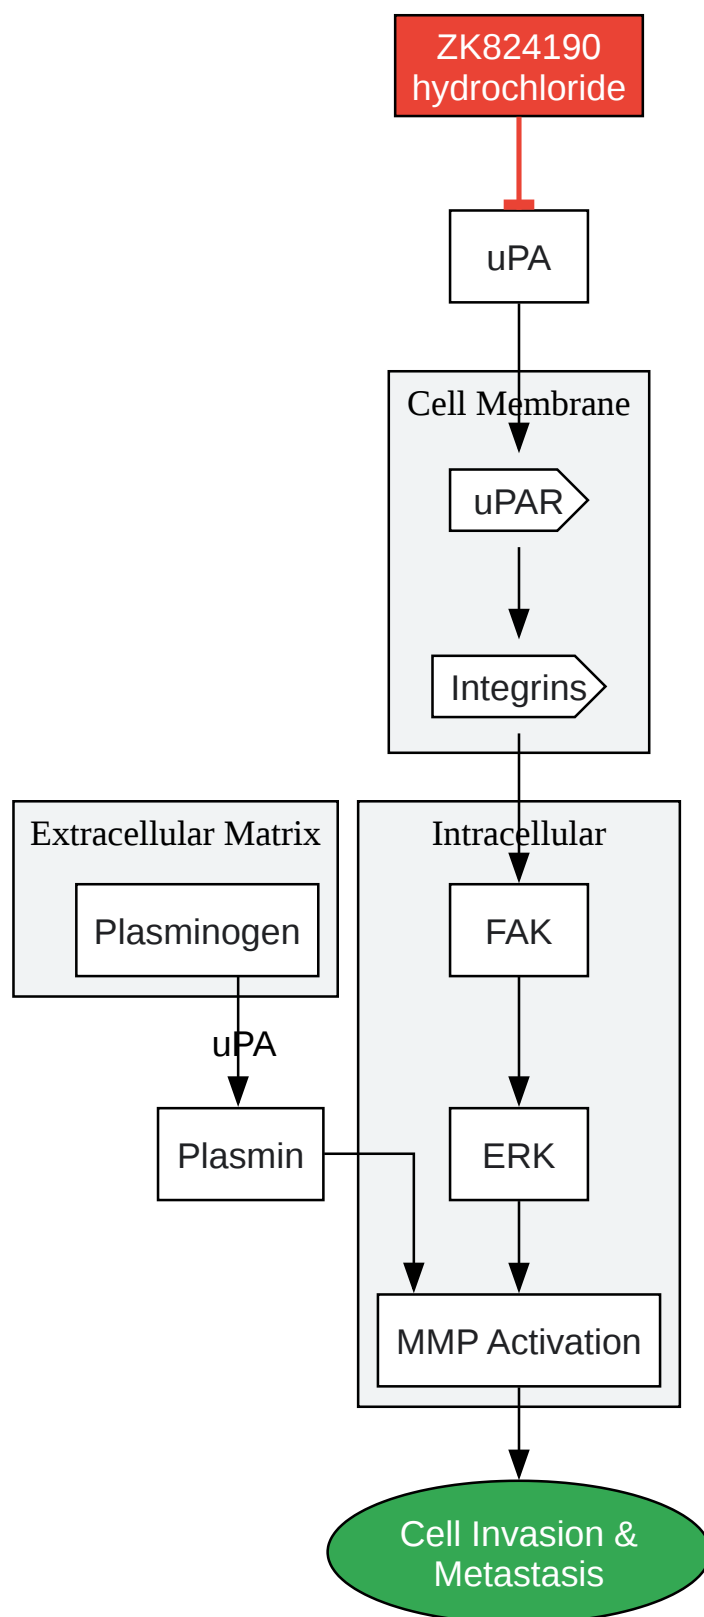 ZK824190
hydrochloride
uPA
Cell Membrane
uPAR
Integrins
Extracellular Matrix
Intracellular
Plasminogen
FAK
uPA
Plasmin
ERK
MMP Activation
Cell Invasion &
Metastasis